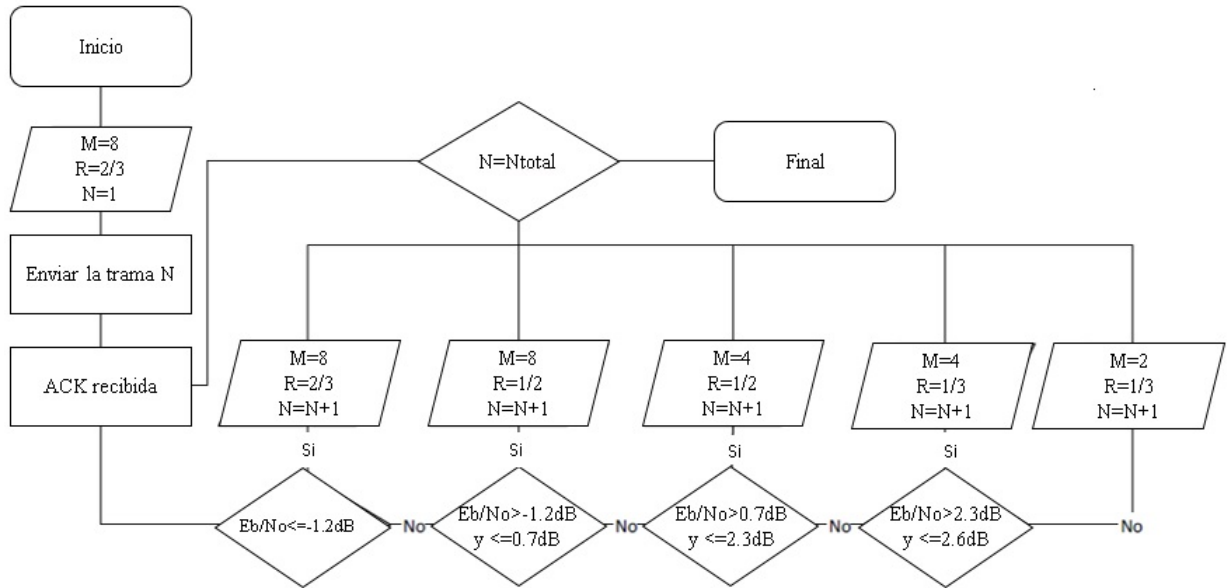 Inicio
M=8
R=2/3
N=1
Enviar la trama N
ACK recibida
N=Ntotal
Final
M=8
R=2/3
N=N+1
M=8
R=1/2
N=N+1
M=4
R=1/2
N=N+1
M=4
R=1/3
N=N+1
M=2
R=1/3
N=N+1
Si
Si
Si
Si
Eb/No<=-1.2dB
No
Eb/No>-1.2dB
y <=0.7dB
No
Eb/No>0.7dB
y <=2.3dB
No
Eb/No>2.3dB
y <=2.6dB
No